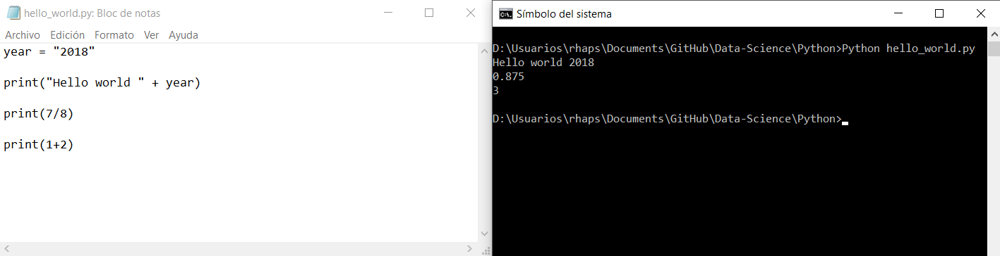 hello_world.py: Bloc de notas
Archivo Edición Formato Ver Ayuda
year = "2018"
print("Hello world " + year)
print(7/8)
print(1+2)
C:\.
Símbolo del sistema
D:\Usuarios\rhaps\Documents\GitHub\Data-Science\Python>Python hello_world.py
Hello world 2018
0.875
3
D:\Usuarios\rhaps\Documents\GitHub\Data-Science\Python>